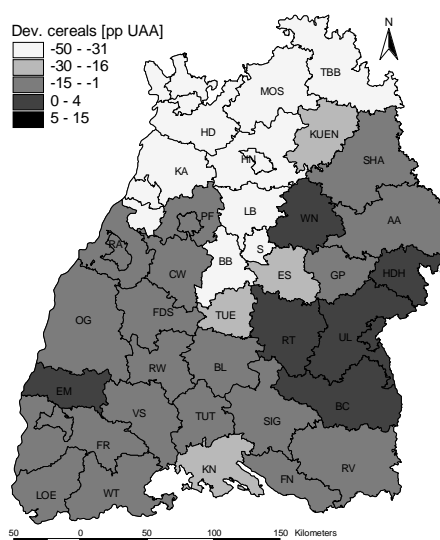 Dev. cereals [pp UAA]
-50 - -31
-30 - -16
-15 - -1
0 - 4
5 - 15
N
TBB
MOS
HD
KUEN
HN
SHA
KA
LB
WN
PF
AA
RA
S
BB
CW
ES
GP
HDH
OG
FDS
TUE
RT
UL
RW
BL
EM
BC
VS
TUT
SIG
FR
KN
RV
LOE
WT
FN
50 0 50 100 150 Kilometers